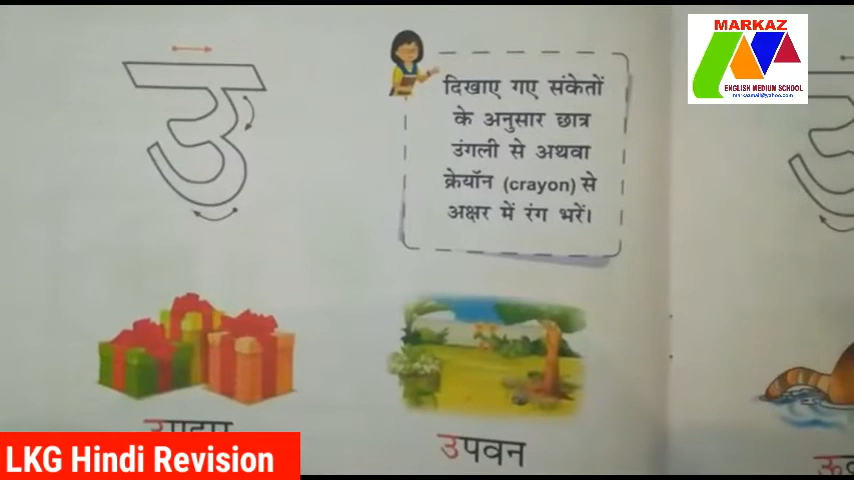 उ
दिखाए गए संकेतों
के अनुसार छात्र
उंगली से अथवा
क्रेयॉन (crayon) से
अक्षर में रंग भरें।
MARKAZ
ENGLISH MEDIUM SCHOOL
उपवन
LKG Hindi Revision